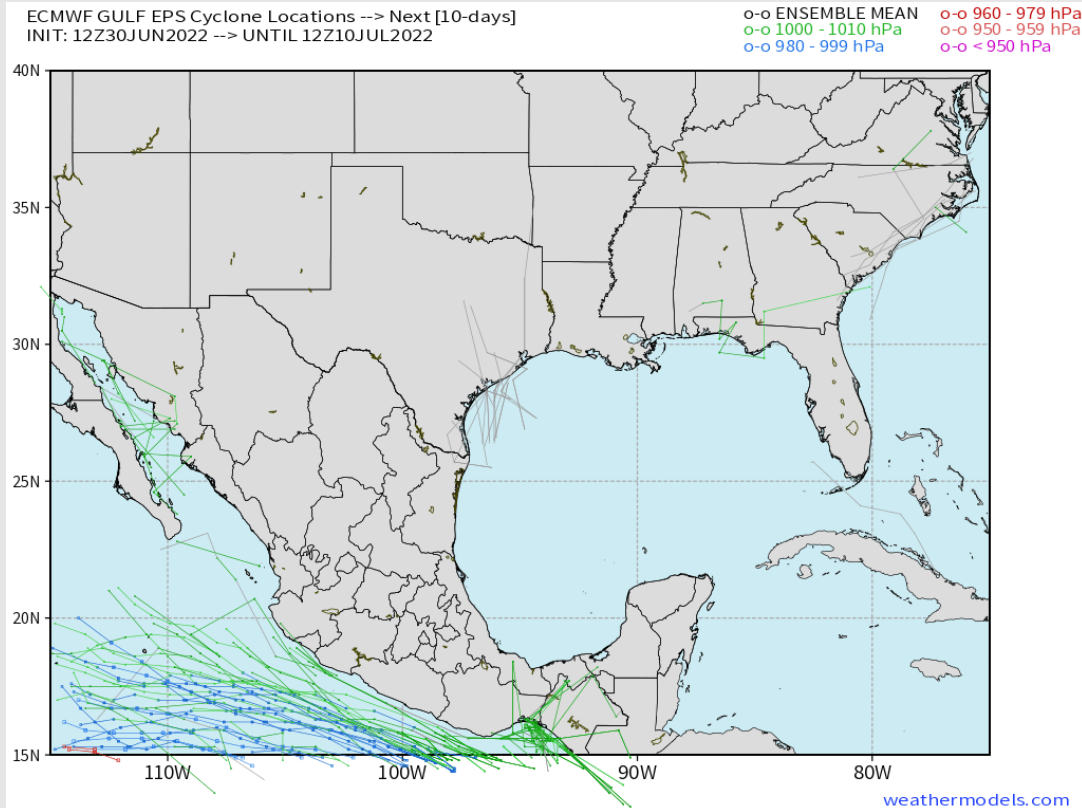 ECMWF GULF EPS Cyclone Locations --> Next [10-days]
INIT: 12Z30JUN2022 --> UNTIL 12Z10JUL2022
o-o ENSEMBLE MEAN
o-o 1000 - 1010 hPa
o-o 980 - 999 hPa
o-o 960 - 979 hPa
o-o 950 - 959 hPa
o-o < 950 hPa
40N
35N
30N
25N
20N
15N
110W 100W 90W 80W
weathermodels.com